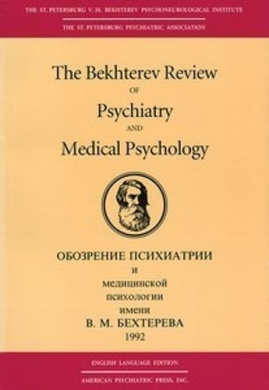 THE ST. PETERSBURG V. M. BEKHTEREV PSYCHONEUROLOGICAL INSTITUTE
THE ST. PETERSBURG PSYCHIATRIC ASSOCIATION
The Bekhterev Review
OF
Psychiatry
AND
Medical Psychology
ОБОЗРЕНИЕ ПСИХИАТРИИ
и
медицинской
психологии
имени
В. М. БЕХТЕРЕВА
1992
ENGLISH LANGUAGE EDITION
AMERICAN PSYCHIATRIC PRESS, INC.